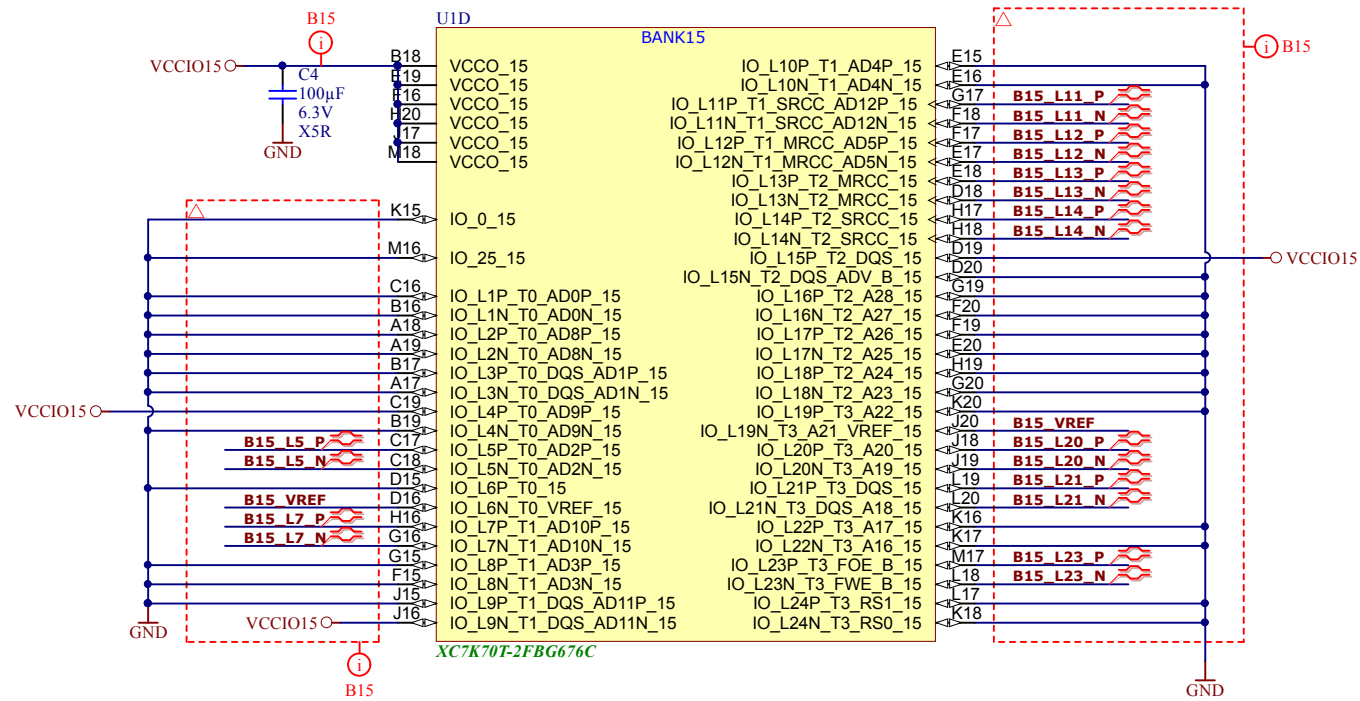 B15
U1D
BANK15
B15
VCCIO15
C4
100µF
6.3V
X5R
GND
B18 VCCO_15
E19 VCCO_15
F16 VCCO_15
H20 VCCO_15
J17 VCCO_15
M18 VCCO_15
K15 IO_0_15
M16 IO_25_15
C16 IO_L1P_T0_AD0P_15
B16 IO_L1N_T0_AD0N_15
A18 IO_L2P_T0_AD8P_15
A19 IO_L2N_T0_AD8N_15
B17 IO_L3P_T0_DQS_AD1P_15
A17 IO_L3N_T0_DQS_AD1N_15
VCCIO15 C19 IO_L4P_T0_AD9P_15
B19 IO_L4N_T0_AD9N_15
B15_L5_P C17 IO_L5P_T0_AD2P_15
B15_L5_N C18 IO_L5N_T0_AD2N_15
D15 IO_L6P_T0_15
B15_VREF D16 IO_L6N_T0_VREF_15
B15_L7_P H16 IO_L7P_T1_AD10P_15
B15_L7_N G16 IO_L7N_T1_AD10N_15
G15 IO_L8P_T1_AD3P_15
F15 IO_L8N_T1_AD3N_15
J15 IO_L9P_T1_DQS_AD11P_15
VCCIO15 J16 IO_L9N_T1_DQS_AD11N_15
GND
B15
IO_L10P_T1_AD4P_15 E15
IO_L10N_T1_AD4N_15 E16
IO_L11P_T1_SRCC_AD12P_15 G17 B15_L11_P
IO_L11N_T1_SRCC_AD12N_15 F18 B15_L11_N
IO_L12P_T1_MRCC_AD5P_15 F17 B15_L12_P
IO_L12N_T1_MRCC_AD5N_15 E17 B15_L12_N
IO_L13P_T2_MRCC_15 E18 B15_L13_P
IO_L13N_T2_MRCC_15 D18 B15_L13_N
IO_L14P_T2_SRCC_15 H17 B15_L14_P
IO_L14N_T2_SRCC_15 H18 B15_L14_N
IO_L15P_T2_DQS_15 D19 VCCIO15
IO_L15N_T2_DQS_ADV_B_15 D20
IO_L16P_T2_A28_15 G19
IO_L16N_T2_A27_15 F20
IO_L17P_T2_A26_15 F19
IO_L17N_T2_A25_15 E20
IO_L18P_T2_A24_15 H19
IO_L18N_T2_A23_15 G20
IO_L19P_T3_A22_15 K20
IO_L19N_T3_A21_VREF_15 J20 B15_VREF
IO_L20P_T3_A20_15 J18 B15_L20_P
IO_L20N_T3_A19_15 J19 B15_L20_N
IO_L21P_T3_DQS_15 L19 B15_L21_P
IO_L21N_T3_DQS_A18_15 L20 B15_L21_N
IO_L22P_T3_A17_15 K16
IO_L22N_T3_A16_15 K17
IO_L23P_T3_FOE_B_15 M17 B15_L23_P
IO_L23N_T3_FWE_B_15 L18 B15_L23_N
IO_L24P_T3_RS1_15 L17
IO_L24N_T3_RS0_15 K18
GND
XC7K70T-2FBG676C